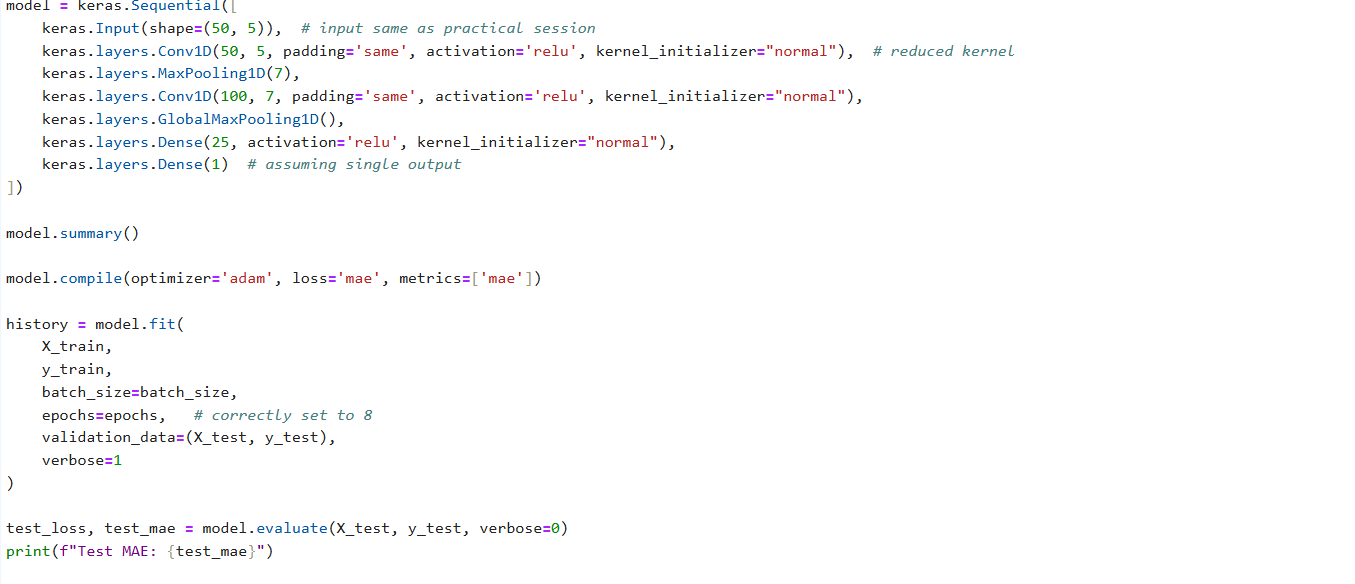 model = keras.Sequential([
    keras.Input(shape=(50, 5)),  # input same as practical session
    keras.layers.Conv1D(50, 5, padding='same', activation='relu', kernel_initializer="normal"),  # reduced kernel
    keras.layers.MaxPooling1D(7),
    keras.layers.Conv1D(100, 7, padding='same', activation='relu', kernel_initializer="normal"),
    keras.layers.GlobalMaxPooling1D(),
    keras.layers.Dense(25, activation='relu', kernel_initializer="normal"),
    keras.layers.Dense(1)  # assuming single output
])

model.summary()

model.compile(optimizer='adam', loss='mae', metrics=['mae'])

history = model.fit(
    X_train,
    y_train,
    batch_size=batch_size,
    epochs=epochs,   # correctly set to 8
    validation_data=(X_test, y_test),
    verbose=1
)

test_loss, test_mae = model.evaluate(X_test, y_test, verbose=0)
print(f"Test MAE: {test_mae}")